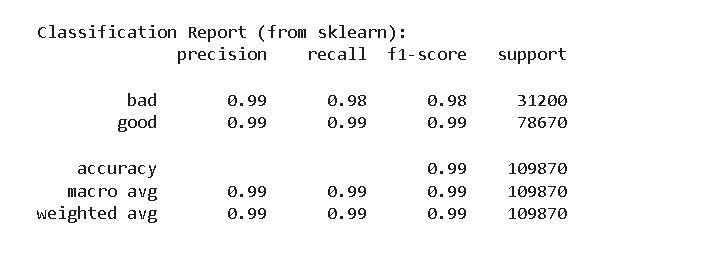 Classification Report (from sklearn):
precision recall f1-score support
bad 0.99 0.98 0.98 31200
good 0.99 0.99 0.99 78670
accuracy 0.99 109870
macro avg 0.99 0.99 0.99 109870
weighted avg 0.99 0.99 0.99 109870